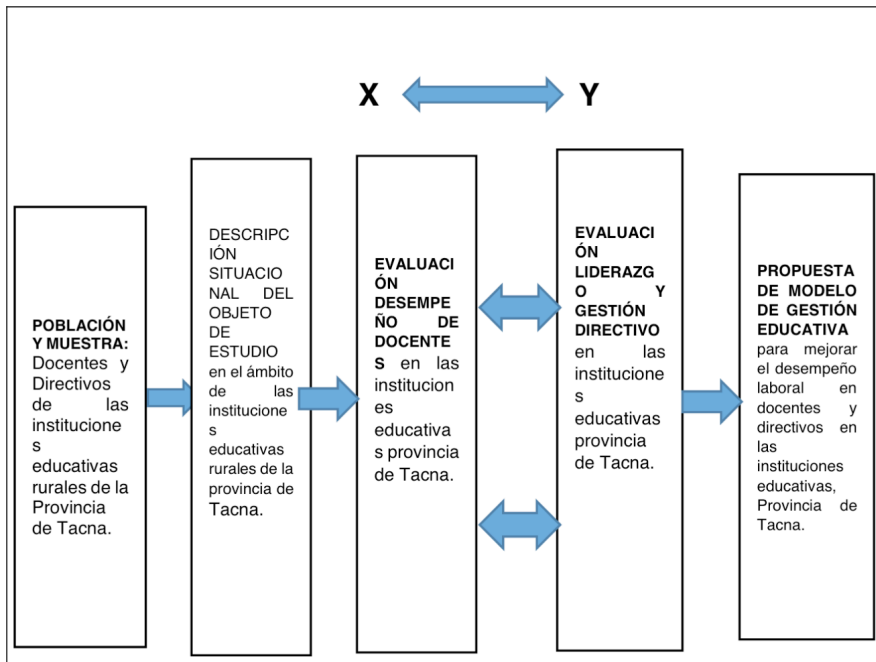 X Y
POBLACIÓN
Y MUESTRA:
Docentes y
Directivos
de las
institucione
s
educativas
rurales de la
Provincia
de Tacna.
DESCRIPC
IÓN
SITUACIO
NAL DEL
OBJETO
DE
ESTUDIO
en el ámbito
de las
institucione
s
educativas
rurales de la
provincia de
Tacna.
EVALUACI
ÓN
DESEMPE
ÑO DE
DOCENTE
S en las
institucion
es
educativa
s provincia
de Tacna.
EVALUACI
ÓN
LIDERAZG
O Y
GESTIÓN
DIRECTIVO
en las
institucione
s
educativas
provincia
de Tacna.
PROPUESTA
DE MODELO
DE GESTIÓN
EDUCATIVA
para mejorar
el desempeño
laboral en
docentes y
directivos en
las
instituciones
educativas,
Provincia de
Tacna.